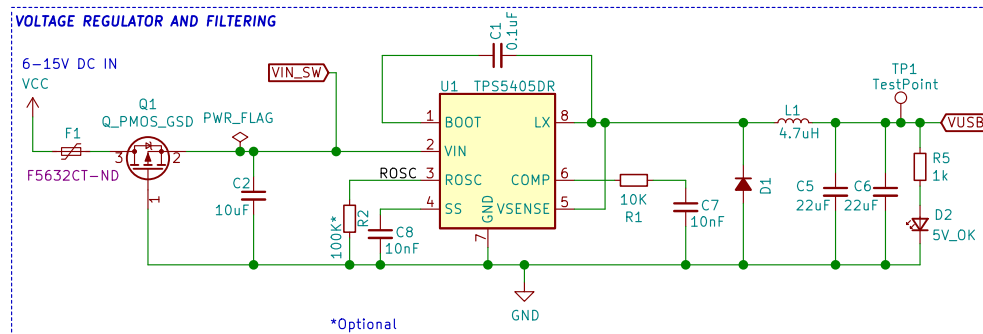 VOLTAGE REGULATOR AND FILTERING
6-15V DC IN
VCC
F1
F5632CT-ND
Q1
Q_PMOS_GSD
3
2
1
PWR_FLAG
VIN_SW
C2
10uF
ROSC
100K*
R2
C8
10nF
C1
0.1uF
U1
TPS5405DR
1
BOOT
LX
8
2
VIN
3
ROSC
COMP
6
4
SS
VSENSE
5
GND
7
10K
R1
C7
10nF
D1
L1
4.7uH
C5
22uF
C6
22uF
TP1
TestPoint
VUSB
R5
1k
D2
5V_OK
GND
*Optional